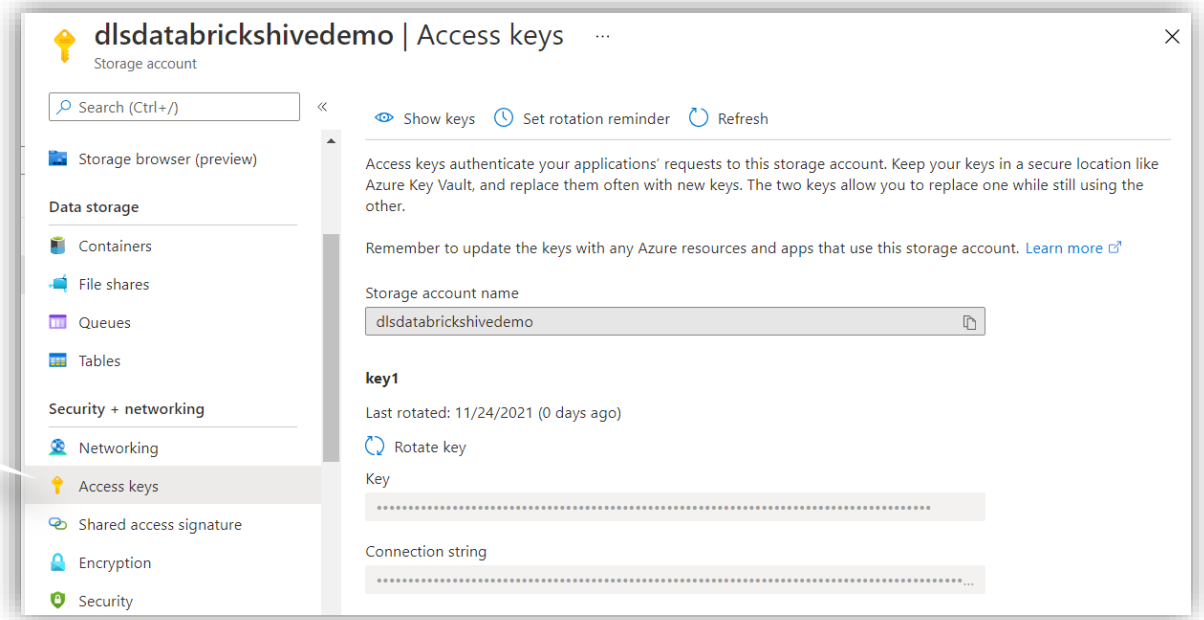 dlsdatabrickshivedemo | Access keys ...
Storage account
Search (Ctrl+/)
«
Storage browser (preview)
Data storage
Containers
File shares
Queues
Tables
Security + networking
Networking
Access keys
Shared access signature
Encryption
Security
Show keys Set rotation reminder Refresh
Access keys authenticate your applications’ requests to this storage account. Keep your keys in a secure location like
Azure Key Vault, and replace them often with new keys. The two keys allow you to replace one while still using the
other.
Remember to update the keys with any Azure resources and apps that use this storage account. Learn more
Storage account name
dlsdatabrickshivedemo
key1
Last rotated: 11/24/2021 (0 days ago)
Rotate key
Key
Connection string